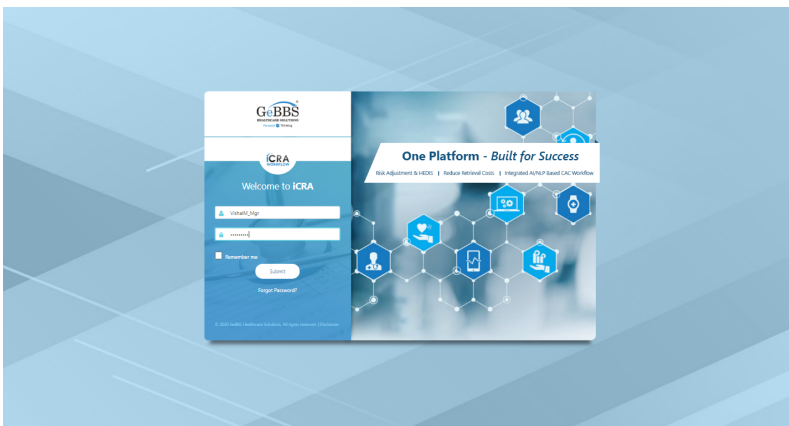 GeBBS
HEALTHCARE SOLUTIONS
iCRA
WORKFLOW
Welcome to iCRA
VishalM_Mgr
Remember me
Submit
Forgot Password?
One Platform - Built for Success
Risk Adjustment & HEDIS | Reduce Retrieval Costs | Integrated AI/NLP Based CAC Workflow